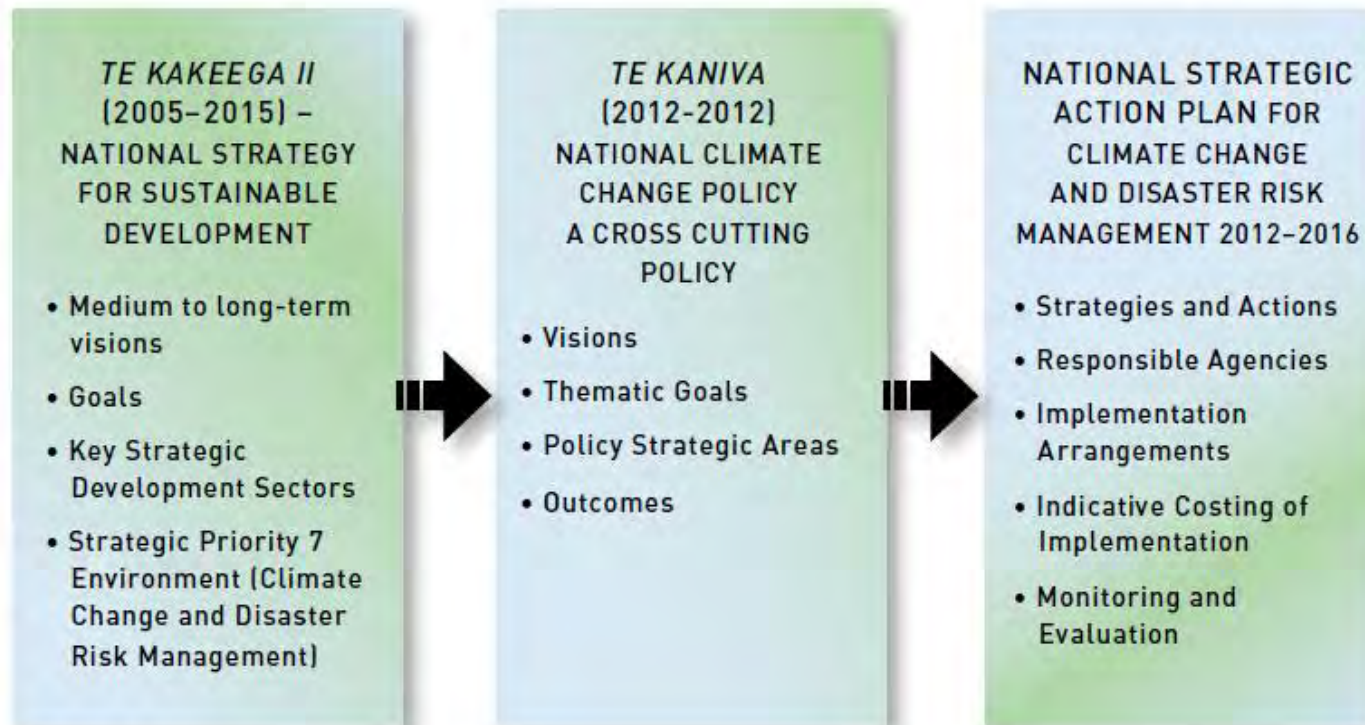 TE KAKEEGA II
(2005–2015) –
NATIONAL STRATEGY
FOR SUSTAINABLE
DEVELOPMENT
• Medium to long-term
visions
• Goals
• Key Strategic
Development Sectors
• Strategic Priority 7
Environment (Climate
Change and Disaster
Risk Management)
TE KANIVA
(2012-2012)
NATIONAL CLIMATE
CHANGE POLICY
A CROSS CUTTING
POLICY
• Visions
• Thematic Goals
• Policy Strategic Areas
• Outcomes
NATIONAL STRATEGIC
ACTION PLAN FOR
CLIMATE CHANGE
AND DISASTER RISK
MANAGEMENT 2012–2016
• Strategies and Actions
• Responsible Agencies
• Implementation
Arrangements
• Indicative Costing of
Implementation
• Monitoring and
Evaluation